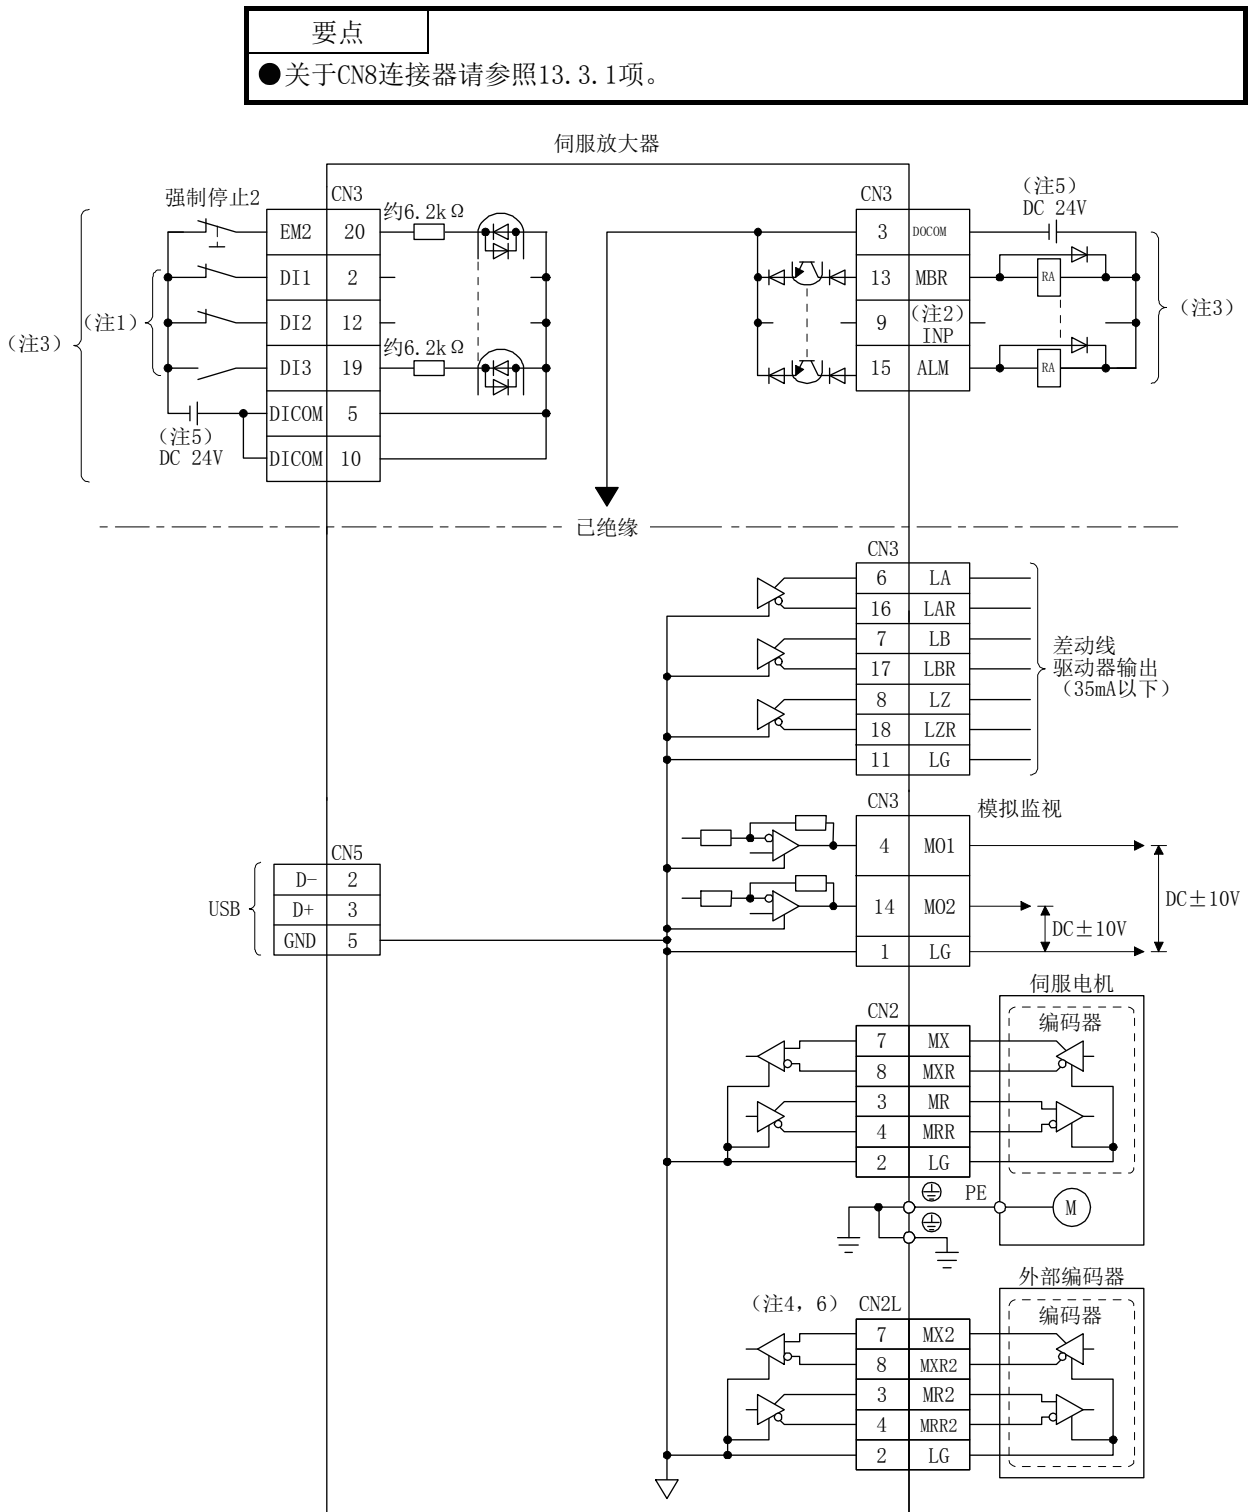 要点
●关于CN8连接器请参照13.3.1项。
伺服放大器
强制停止2
CN3
EM2 20 约6.2kΩ
DI1 2
DI2 12
DI3 19 约6.2kΩ
DICOM 5
DICOM 10
(注3)
(注1)
(注5)
DC 24V
CN3
(注5)
DC 24V
3 DOCOM
13 MBR RA
9 (注2)
INP
15 ALM RA
(注3)
已绝缘
CN3
6 LA
16 LAR
7 LB
17 LBR
8 LZ
18 LZR
11 LG
差动线
驱动器输出
(35mA以下)
CN3
模拟监视
4 MO1
14 MO2
1 LG
DC±10V
DC±10V
CN5
USB
D- 2
D+ 3
GND 5
伺服电机
编码器
CN2
7 MX
8 MXR
3 MR
4 MRR
2 LG
PE
M
外部编码器
编码器
(注4，6) CN2L
7 MX2
8 MXR2
3 MR2
4 MRR2
2 LG